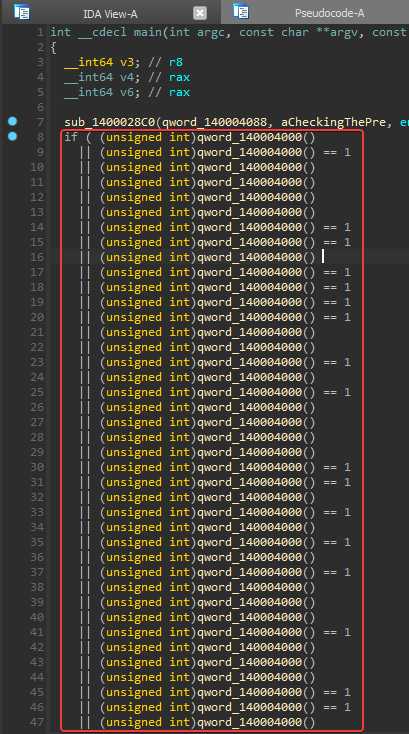 IDA View-A Pseudocode-A
1 int __cdecl main(int argc, const char **argv, const
2 {
3 __int64 v3; // r8
4 __int64 v4; // rax
5 __int64 v6; // rax
6
7 sub_1400028C0(qword_140004088, aCheckingThePre, en
8 if ( (unsigned int)qword_140004000()
9 || (unsigned int)qword_140004000() == 1
10 || (unsigned int)qword_140004000()
11 || (unsigned int)qword_140004000()
12 || (unsigned int)qword_140004000()
13 || (unsigned int)qword_140004000()
14 || (unsigned int)qword_140004000() == 1
15 || (unsigned int)qword_140004000() == 1
16 || (unsigned int)qword_140004000()
17 || (unsigned int)qword_140004000() == 1
18 || (unsigned int)qword_140004000() == 1
19 || (unsigned int)qword_140004000() == 1
20 || (unsigned int)qword_140004000() == 1
21 || (unsigned int)qword_140004000()
22 || (unsigned int)qword_140004000()
23 || (unsigned int)qword_140004000() == 1
24 || (unsigned int)qword_140004000()
25 || (unsigned int)qword_140004000() == 1
26 || (unsigned int)qword_140004000()
27 || (unsigned int)qword_140004000()
28 || (unsigned int)qword_140004000()
29 || (unsigned int)qword_140004000()
30 || (unsigned int)qword_140004000() == 1
31 || (unsigned int)qword_140004000() == 1
32 || (unsigned int)qword_140004000()
33 || (unsigned int)qword_140004000() == 1
34 || (unsigned int)qword_140004000()
35 || (unsigned int)qword_140004000() == 1
36 || (unsigned int)qword_140004000()
37 || (unsigned int)qword_140004000() == 1
38 || (unsigned int)qword_140004000()
39 || (unsigned int)qword_140004000()
40 || (unsigned int)qword_140004000()
41 || (unsigned int)qword_140004000() == 1
42 || (unsigned int)qword_140004000()
43 || (unsigned int)qword_140004000()
44 || (unsigned int)qword_140004000()
45 || (unsigned int)qword_140004000() == 1
46 || (unsigned int)qword_140004000() == 1
47 || (unsigned int)qword_140004000()